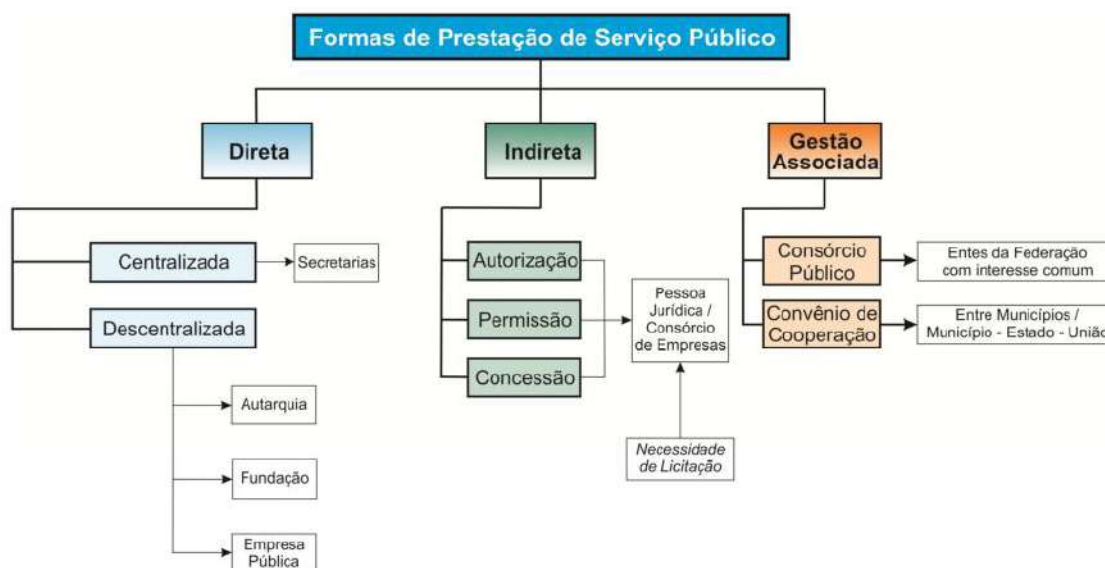 Formas de Prestação de Serviço Público
Direta
Indireta
Gestão
Associada
Centralizada
Secretarias
Descentralizada
Autarquia
Fundação
Empresa
Pública
Autorização
Permissão
Concessão
Pessoa
Jurídica /
Consórcio
de Empresas
Necessidade
de Licitação
Consórcio
Público
Entes da Federação
com interesse comum
Convênio de
Cooperação
Entre Municípios /
Município - Estado - União